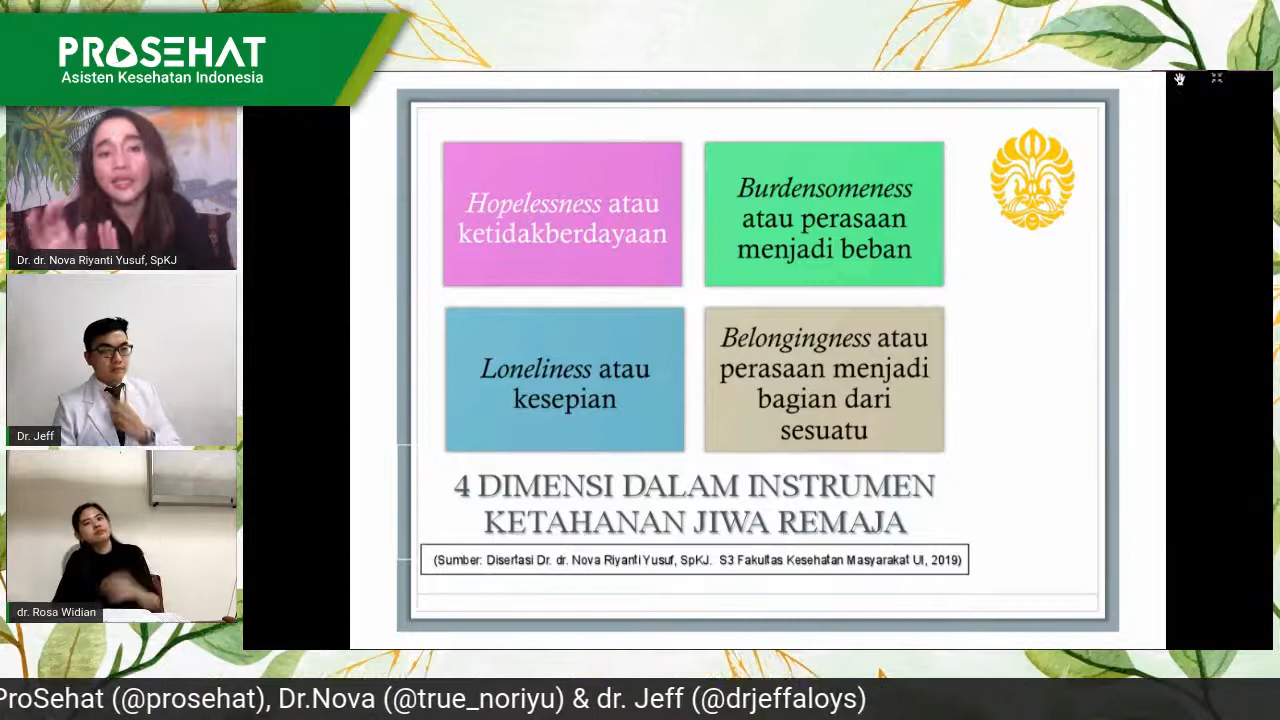 PROSEHAT
Asisten Kesehatan Indonesia
Dr. dr. Nova Riyanti Yusuf, SpKJ
Dr. Jeff
dr. Rosa Widian
Hopelessness atau
ketidakberdayaan
Burdensomeness
atau perasaan
menjadi beban
Loneliness atau
kesepian
Belongingness atau
perasaan menjadi
bagian dari
sesuatu
4 DIMENSI DALAM INSTRUMEN
KETAHANAN JIWA REMAJA
(Sumber: Disertasi Dr. dr. Nova Riyanti Yusuf, SpKJ. S3 Fakultas Kesehatan Masyarakat UI, 2019)
ProSehat (@prosehat), Dr.Nova (@true_noriyu) & dr. Jeff (@drjeffaloys)